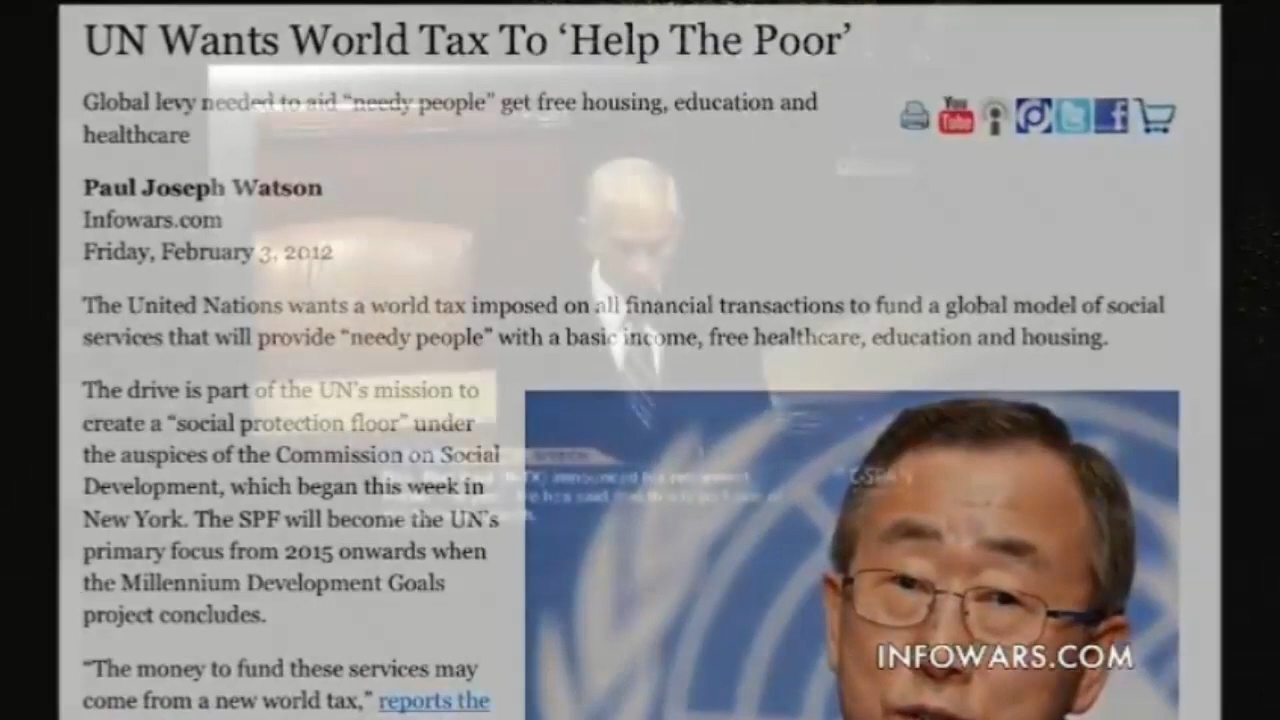 UN Wants World Tax To ‘Help The Poor’
Global levy needed to aid “needy people” get free housing, education and
healthcare
You
Tube
Paul Joseph Watson
Infowars.com
Friday, February 3, 2012
The United Nations wants a world tax imposed on all financial transactions to fund a global model of social
services that will provide “needy people” with a basic income, free healthcare, education and housing.
The drive is part of the UN’s mission to
create a “social protection floor” under
the auspices of the Commission on Social
Development, which began this week in
New York. The SPF will become the UN’s
primary focus from 2015 onwards when
the Millennium Development Goals
project concludes.
“The money to fund these services may
come from a new world tax,” reports the
announced his retirement
C-SPAN
INFOWARS.COM